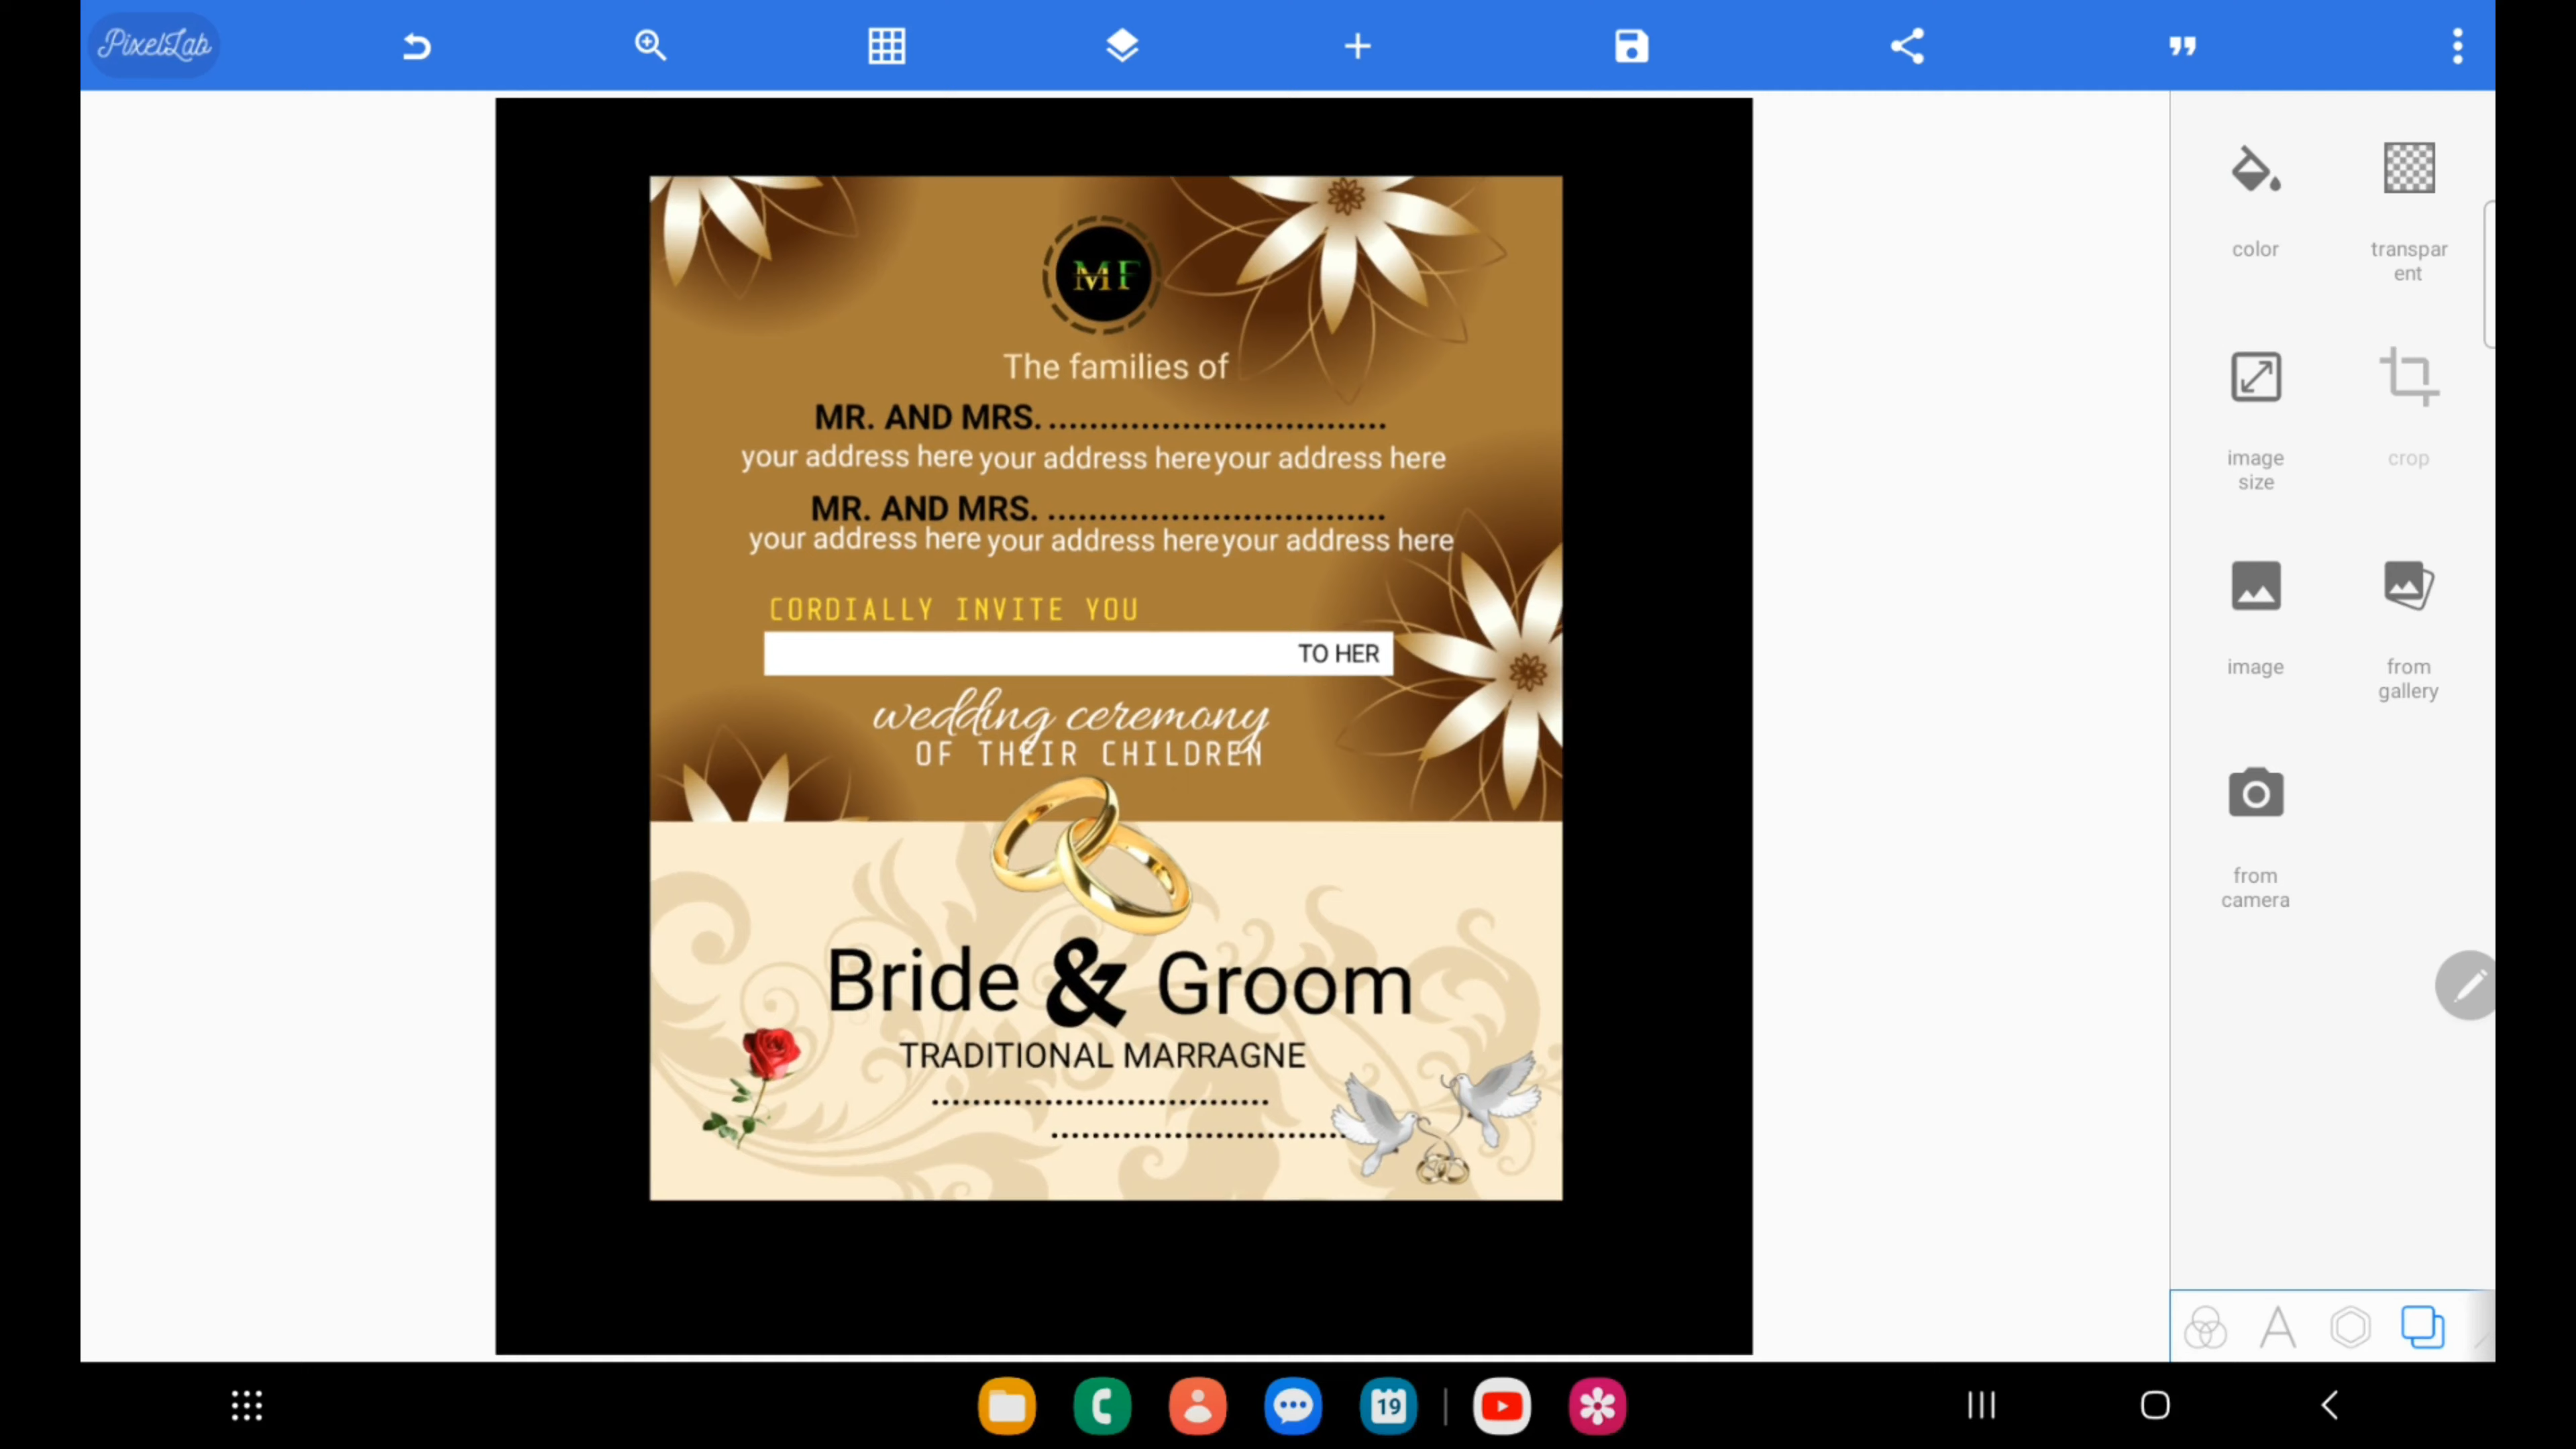 PixelLab
color
transpar
ent
image
size
crop
image
from
gallery
from
camera
MF
The families of
MR. AND MRS. .................................
your address here your address here your address here
MR. AND MRS. .................................
your address here your address here your address here
CORDIALLY INVITE YOU
TO HER
wedding ceremony
OF THEIR CHILDREN
Bride & Groom
TRADITIONAL MARRAGNE
.................................
.............................
19